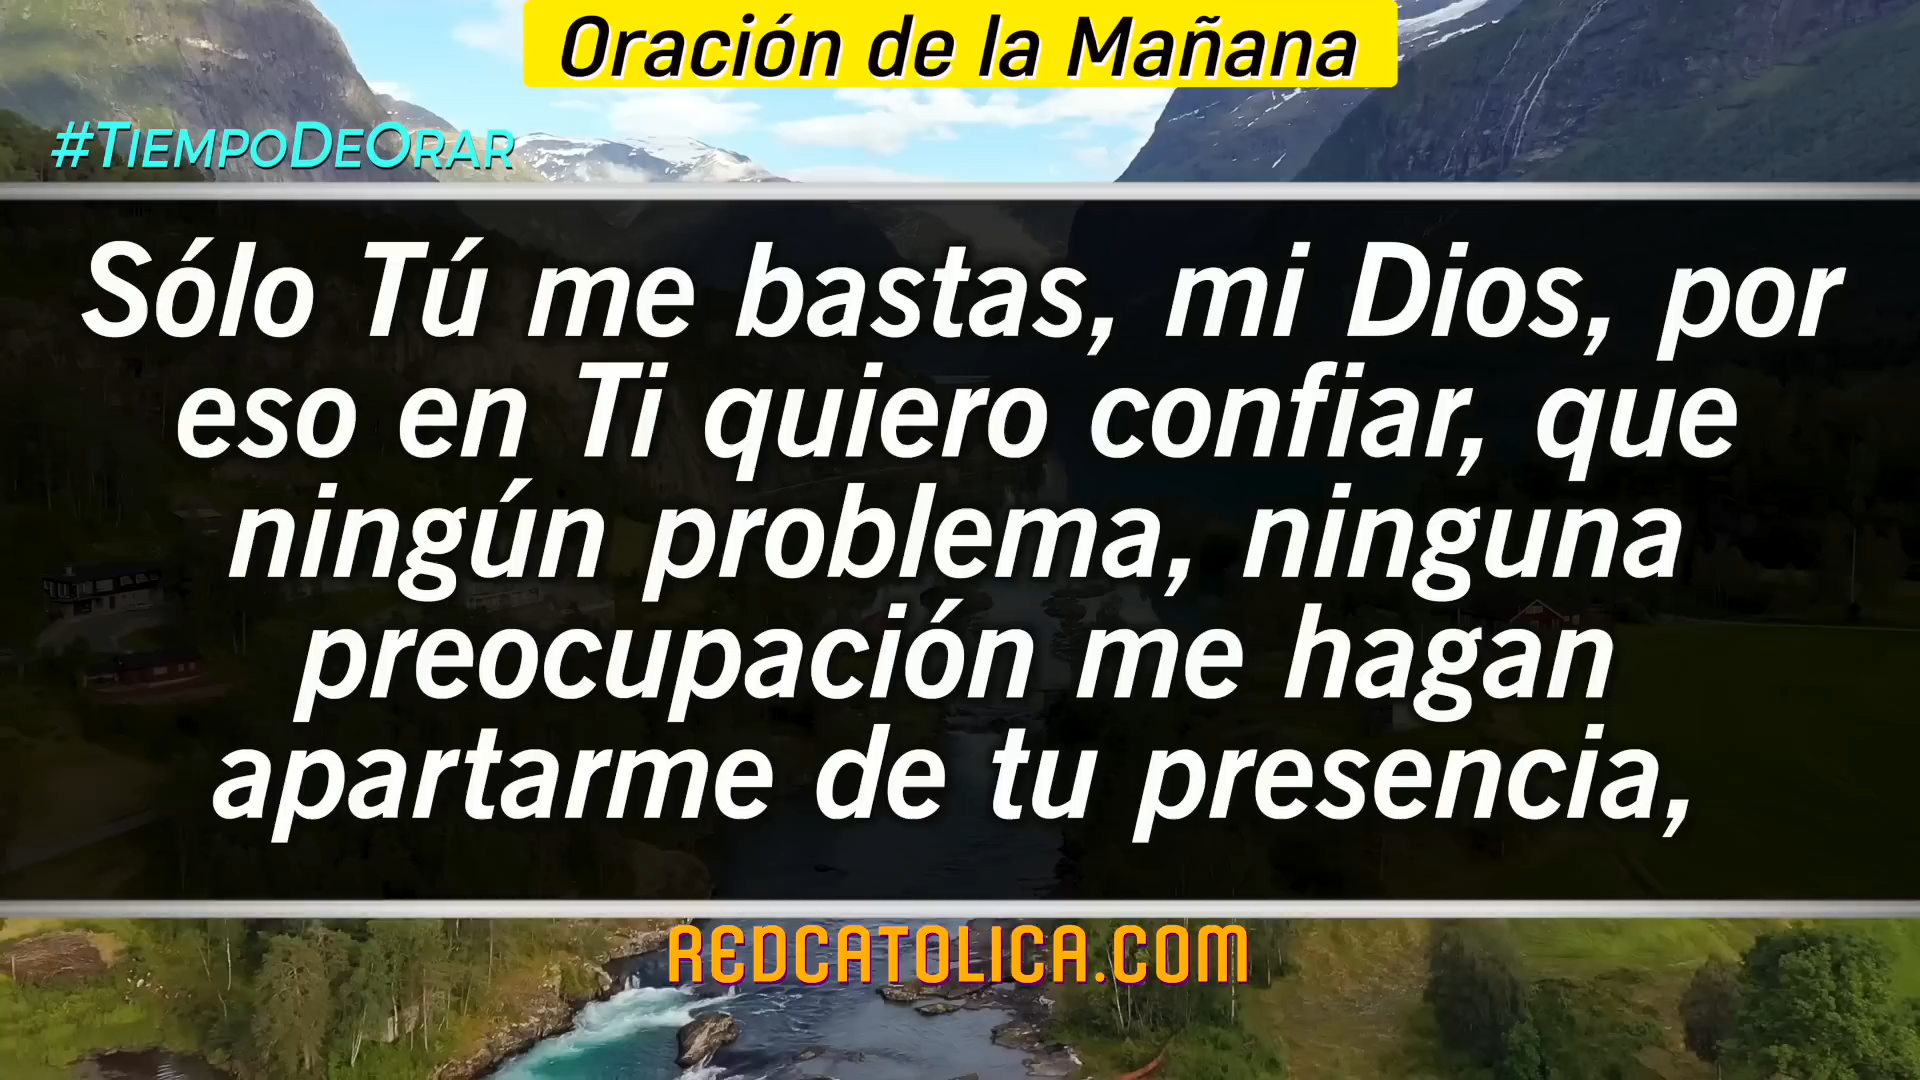 Oración de la Mañana
#TiempoDeOrar
Sólo Tú me bastas, mi Dios, por
eso en Ti quiero confiar, que
ningún problema, ninguna
preocupación me hagan
apartarme de tu presencia,
REDCATOLICA.COM